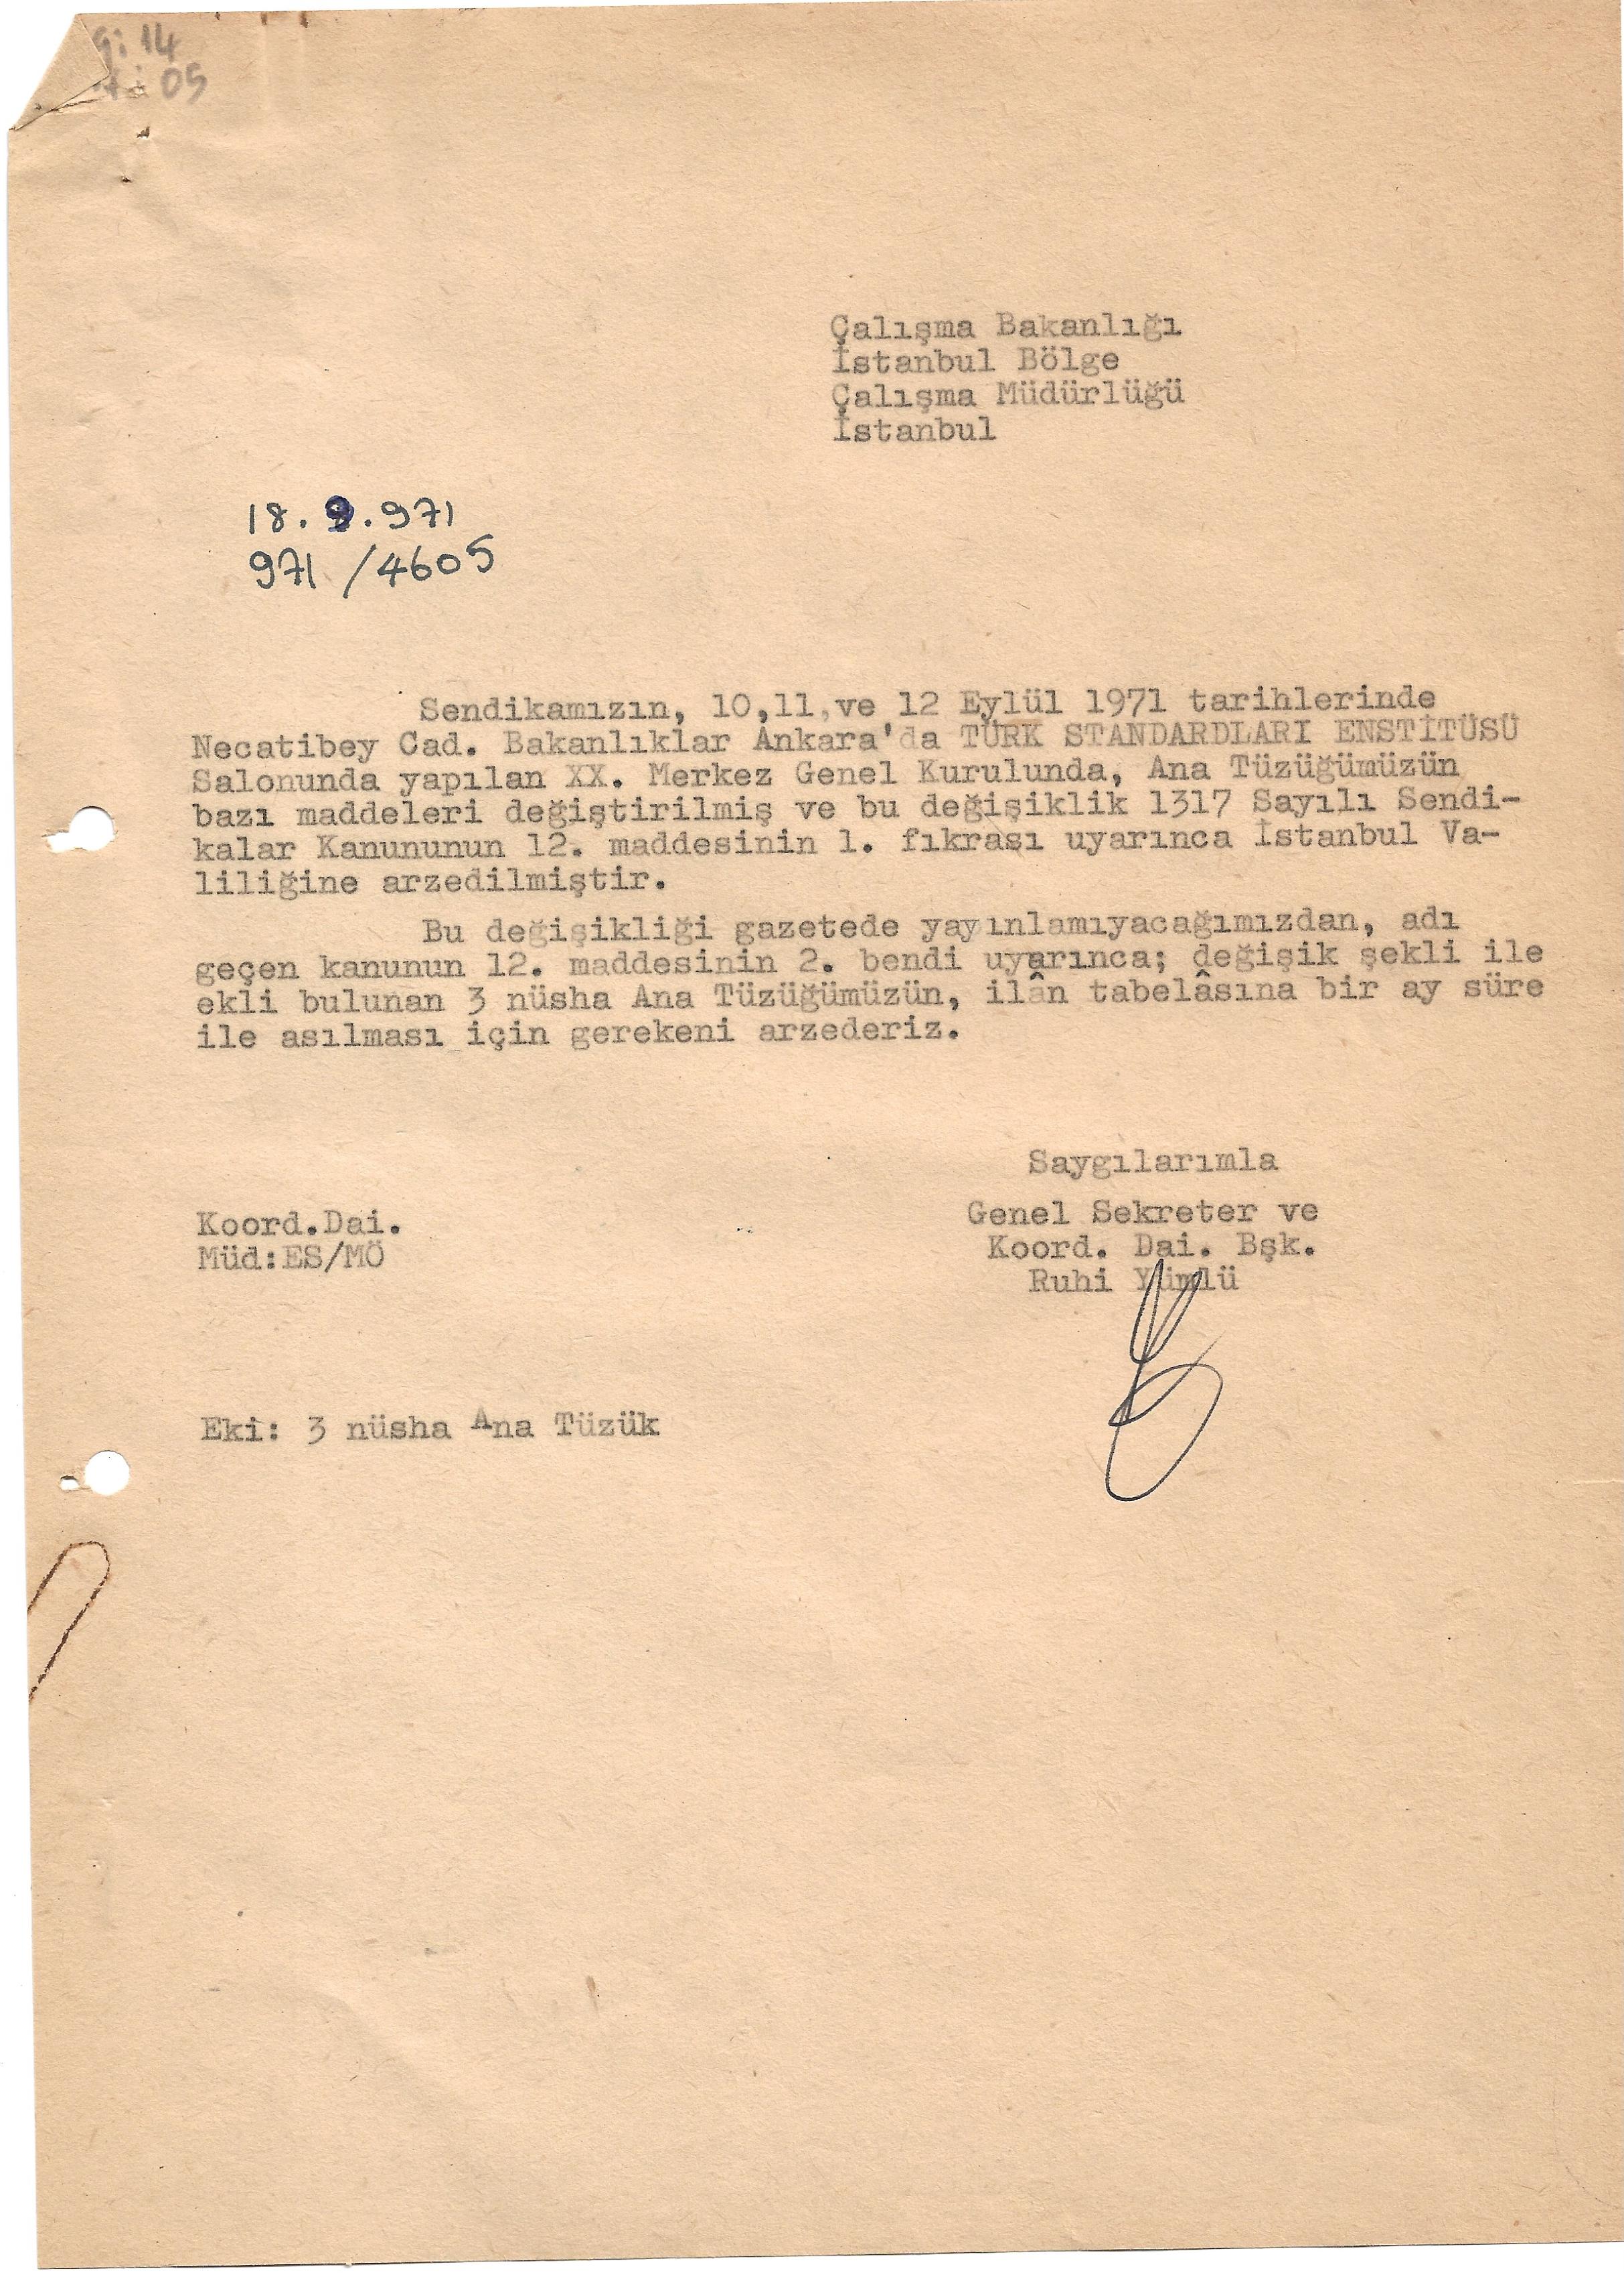 : 14
05
Çalışma Bakanlığı
İstanbul Bölge
Çalışma Müdürlüğü
İstanbul
18.9.971
971/4605
Sendikamızın, 10,11,ve 12 Eylül 1971 tarihlerinde
Necatibey Cad. Bakanlıklar Ankara'da TÜRK STANDARDLARI ENSTİTÜSÜ
Salonunda yapılan XX. Merkez Genel Kurulunda, Ana Tüzüğümüzün
bazı maddeleri değiştirilmiş ve bu değişiklik 1317 Sayılı Sendi-
kalar Kanununun 12. maddesinin 1. fıkrası uyarınca İstanbul Va-
liliğine arzedilmiştir.
Bu değişikliği gazetede yayınlamıyacağımızdan, adı
geçen kanunun 12. maddesinin 2. bendi uyarınca; değişik şekli ile
ekli bulunan 3 nüsha Ana Tüzüğümüzün, ilân tabelâsına bir ay süre
ile asılması için gerekeni arzederiz.
Saygılarımla
Genel Sekreter ve
Koord. Dai. Bşk.
Ruhi Yümlü
Koord.Dai.
Müd:ES/MÖ
Eki: 3 nüsha Ana Tüzük